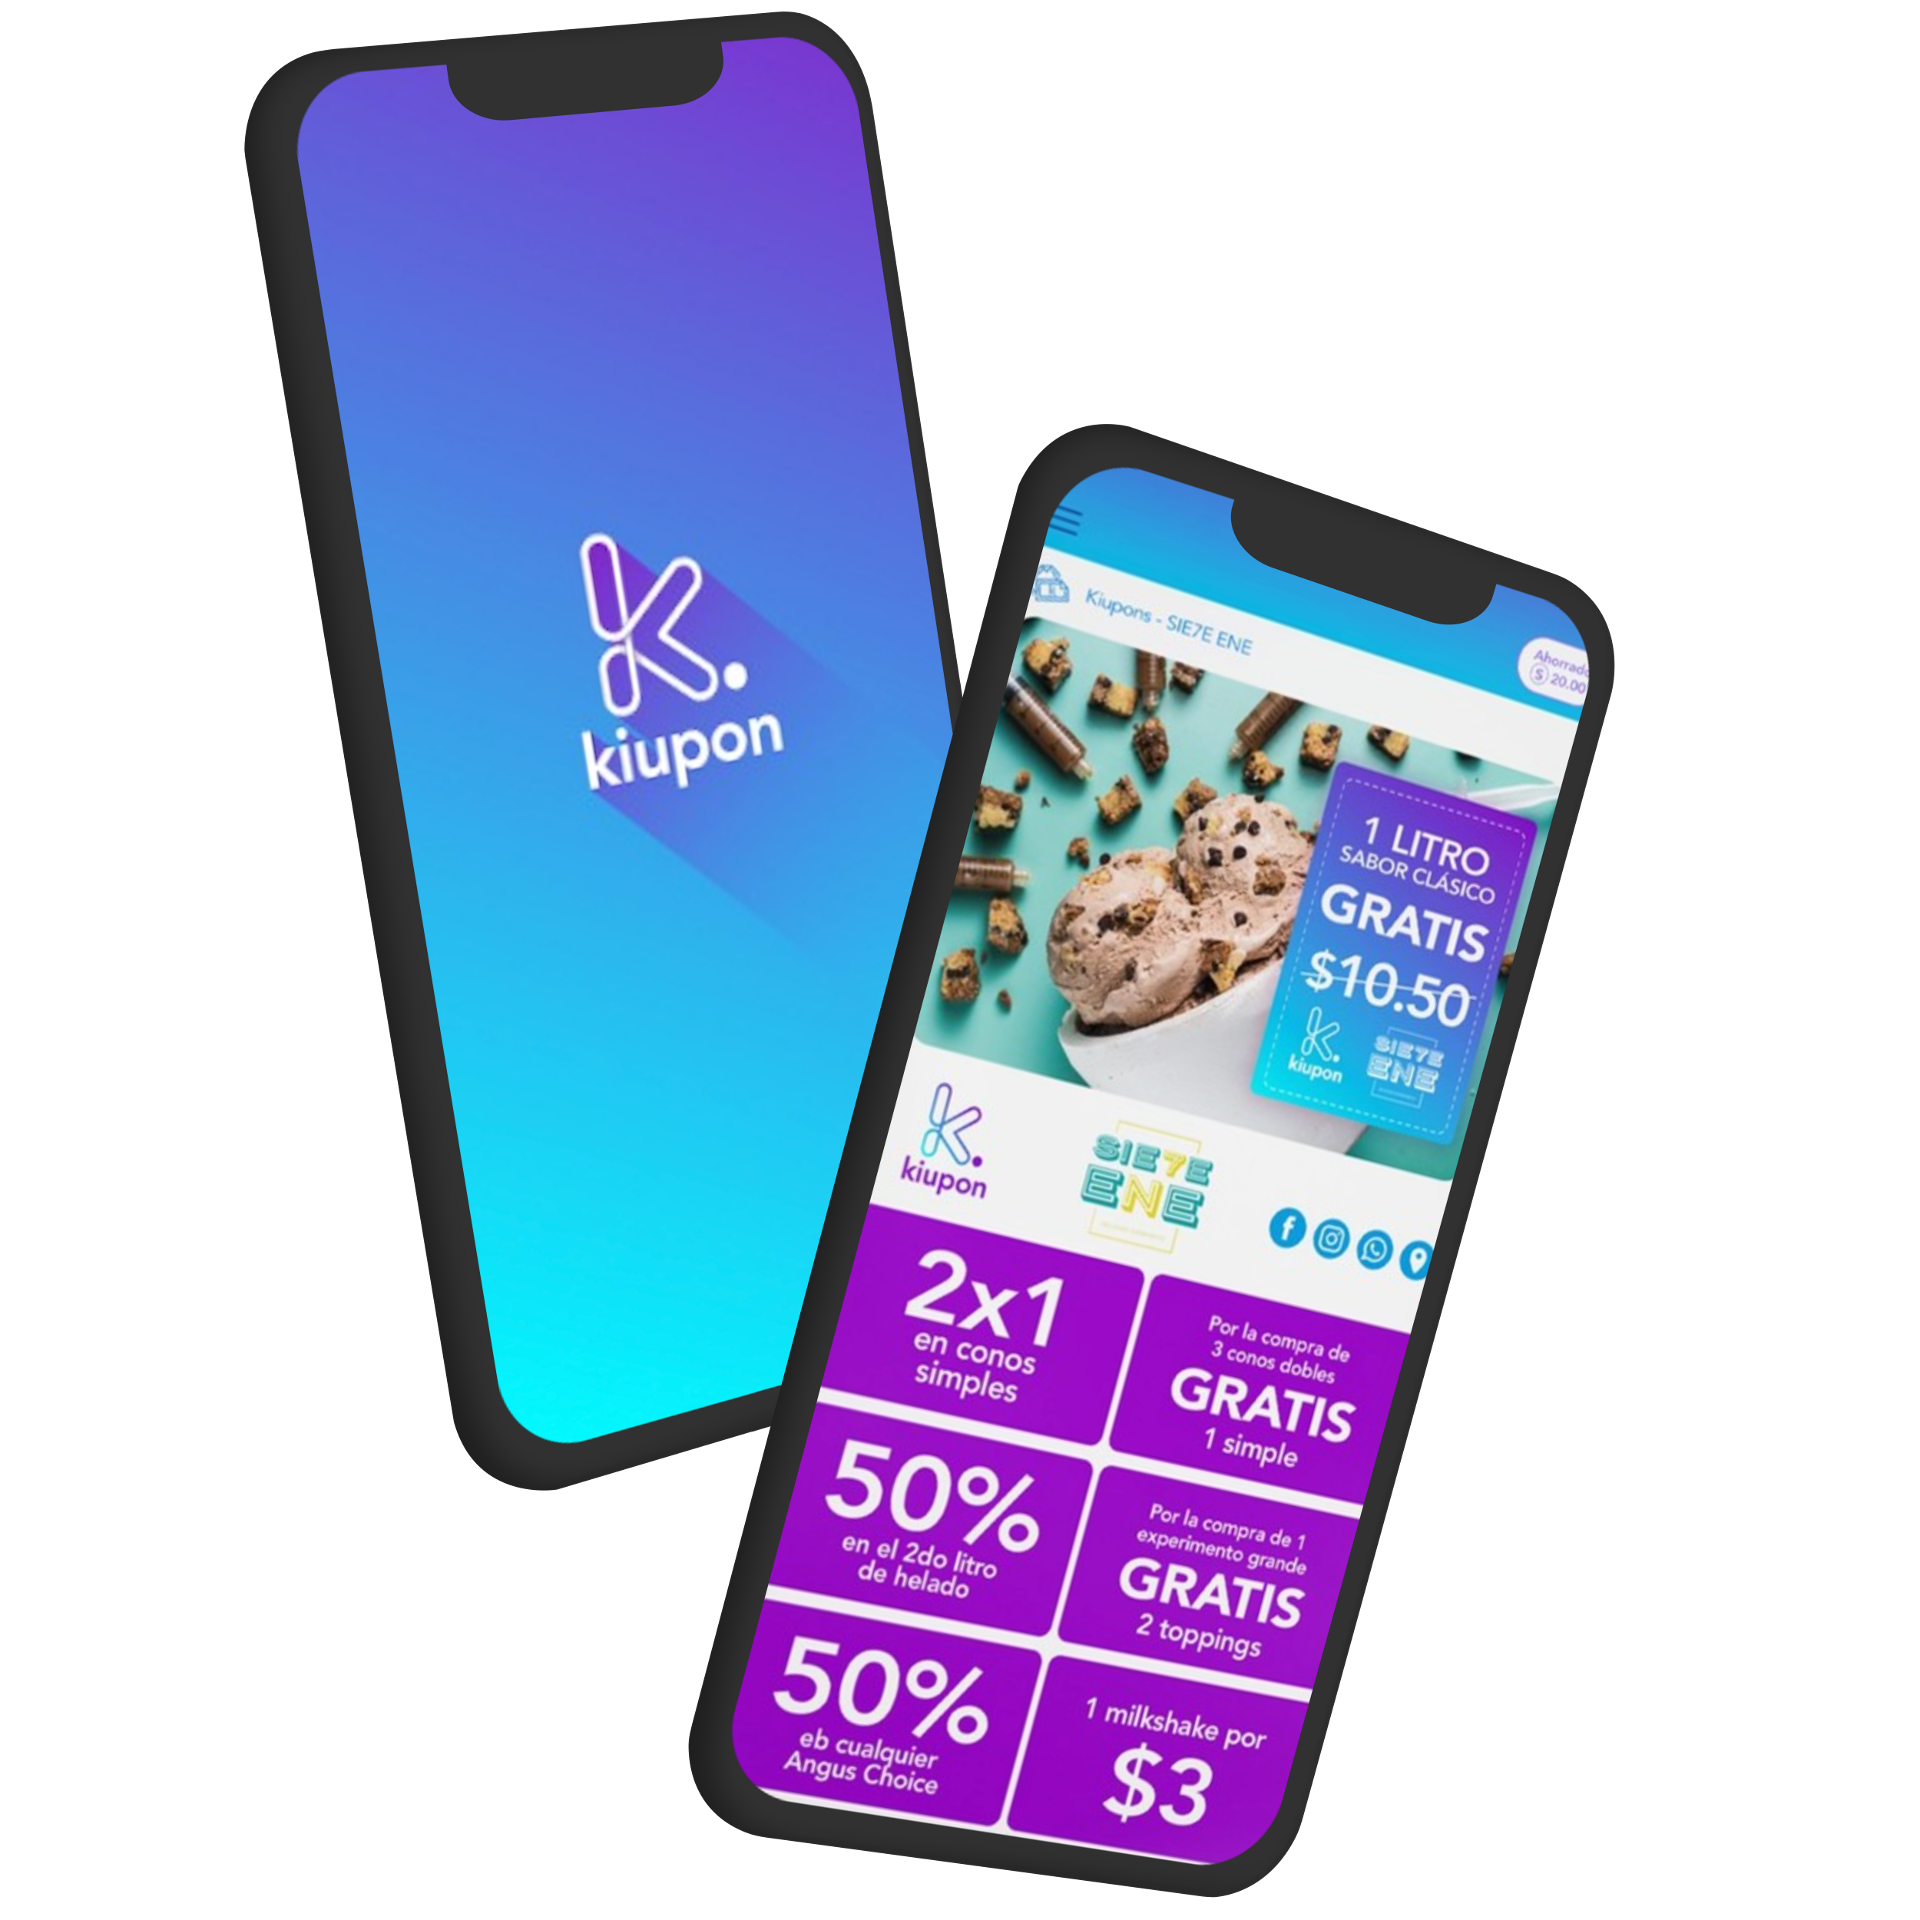 K.
kiupon
Kiupons - SIE7E ENE
Ahorrado
$ 20.00
1 LITRO
SABOR CLÁSICO
GRATIS
$10.50
K.
kiupon
SIE7E
ENE
K.
kiupon
SIE7E
ENE
2x1
en conos
simples
Por la compra de
3 conos dobles
GRATIS
1 simple
50%
en el 2do litro
de helado
Por la compra de 1
experimento grande
GRATIS
2 toppings
50%
eb cualquier
Angus Choice
1 milkshake por
$3